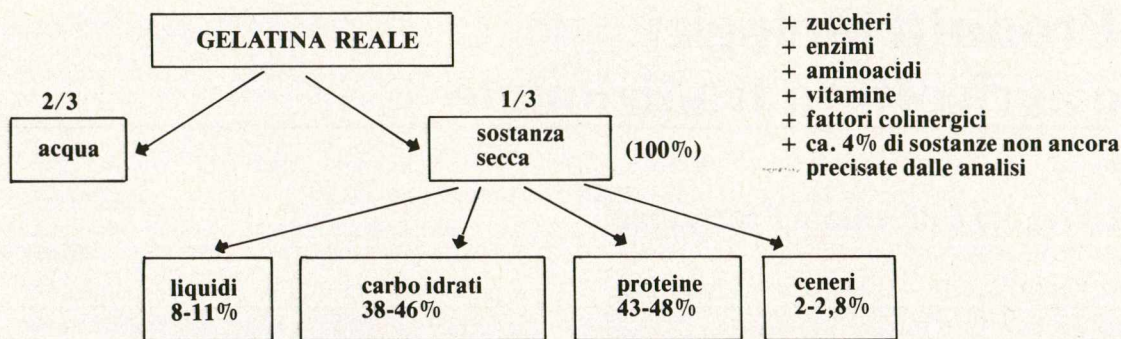 GELATINA REALE
2/3
acqua
1/3
sostanza
secca
(100%)
+ zuccheri
+ enzimi
+ aminoacidi
+ vitamine
+ fattori colinergici
+ ca. 4% di sostanze non ancora
precisate dalle analisi
liquidi
8-11%
carbo idrati
38-46%
proteine
43-48%
ceneri
2-2,8%